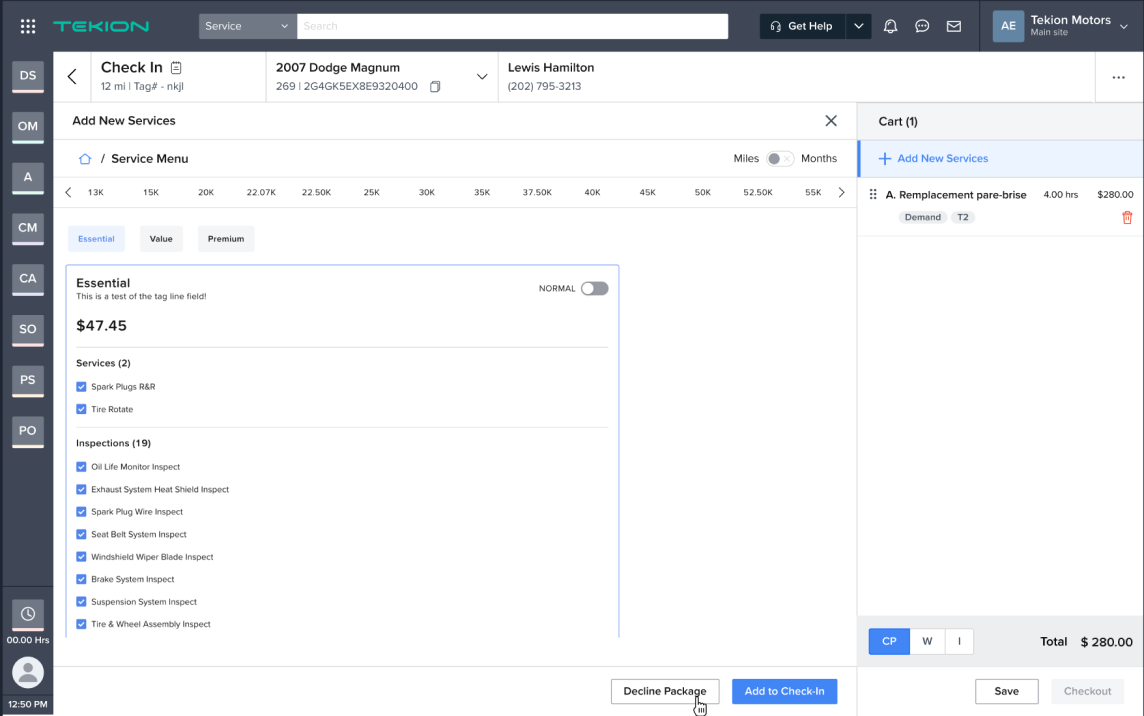 TEKION
Service
Search
Get Help
AE
Tekion Motors
Main site
DS
OM
A
CM
CA
SO
PS
PO
00.00 Hrs
12:50 PM
Check In
12 mi | Tag# - nkjl
2007 Dodge Magnum
269 | 2G4GK5EX8E9320400
Lewis Hamilton
(202) 795-3213
Add New Services
/ Service Menu
Miles Months
13K 15K 20K 22.07K 22.50K 25K 30K 35K 37.50K 40K 45K 50K 52.50K 55K
Essential Value Premium
Essential
This is a test of the tag line field!
NORMAL
$47.45
Services (2)
Spark Plugs R&R
Tire Rotate
Inspections (19)
Oil Life Monitor Inspect
Exhaust System Heat Shield Inspect
Spark Plug Wire Inspect
Seat Belt System Inspect
Windshield Wiper Blade Inspect
Brake System Inspect
Suspension System Inspect
Tire & Wheel Assembly Inspect
Decline Package
Add to Check-In
Cart (1)
Add New Services
A. Remplacement pare-brise 4.00 hrs $280.00
Demand T2
CP W I
Total $ 280.00
Save
Checkout